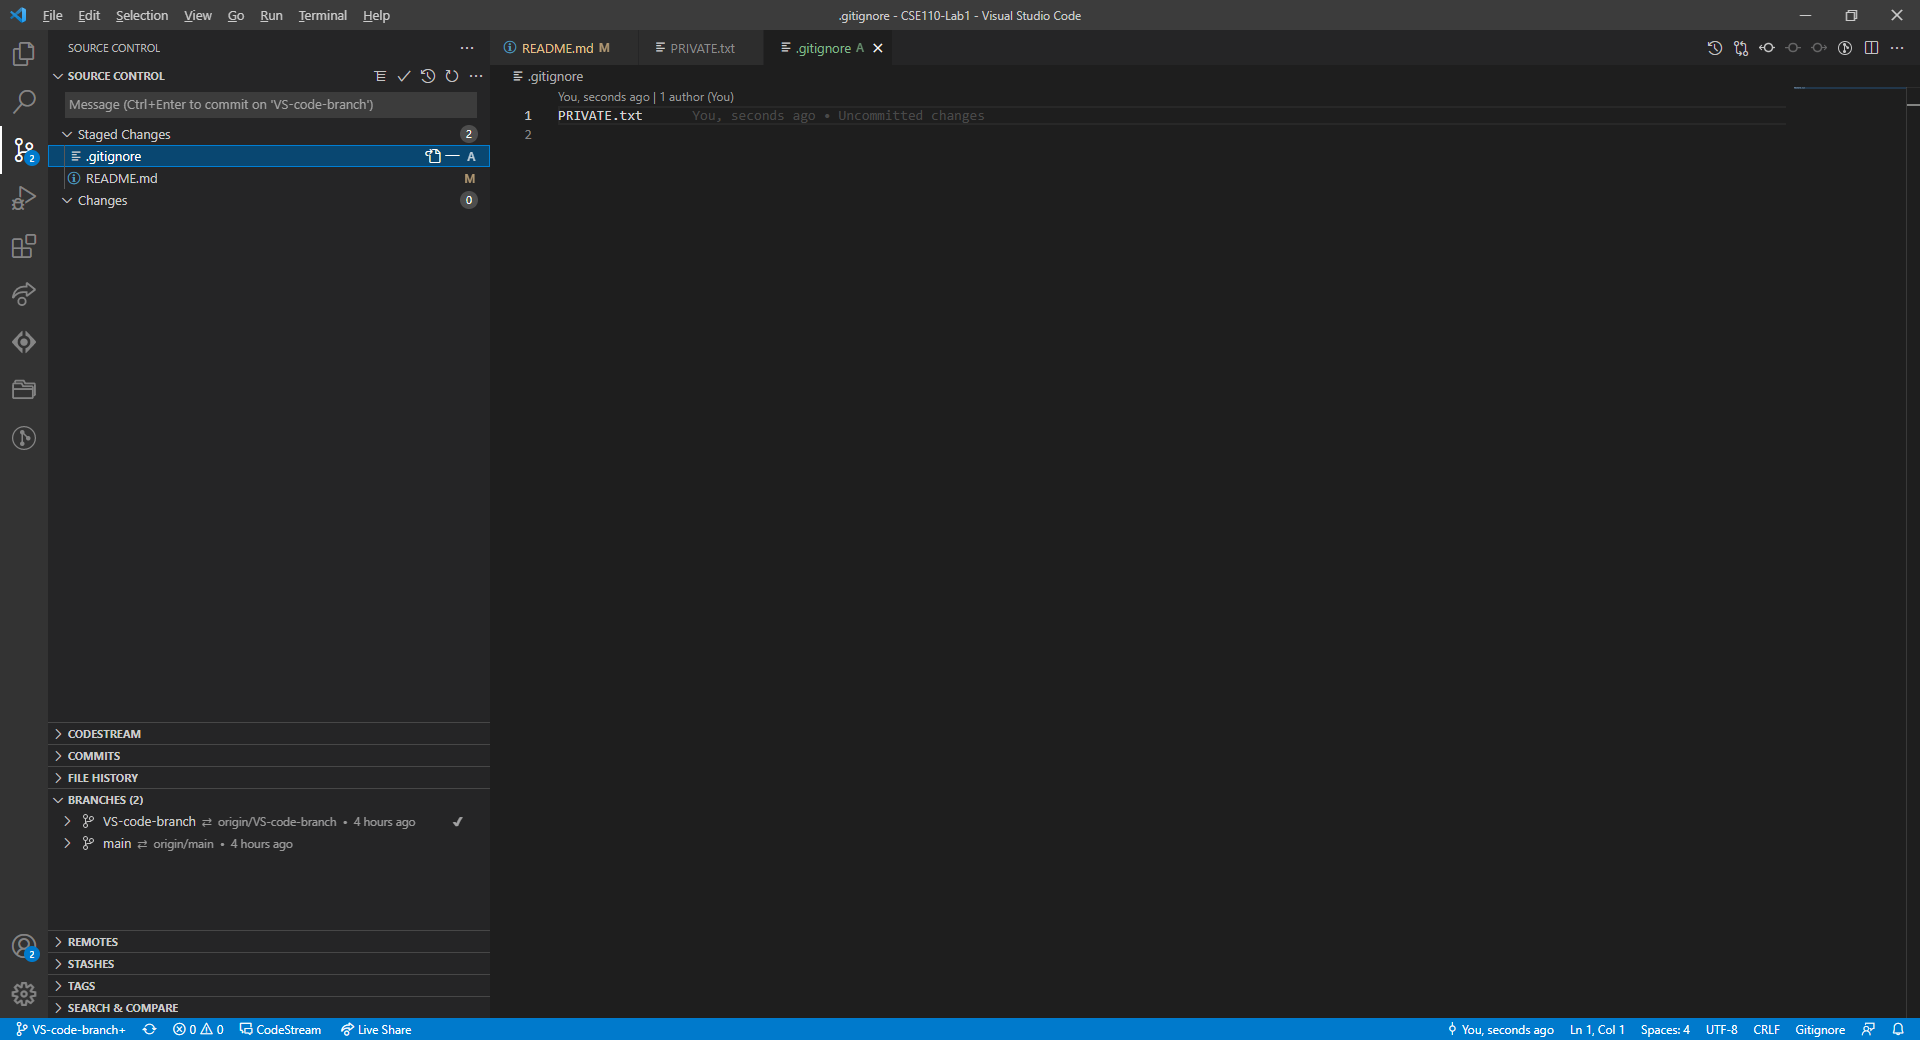 File Edit Selection View Go Run Terminal Help
.gitignore - CSE110-Lab1 - Visual Studio Code
SOURCE CONTROL
README.md M
PRIVATE.txt
.gitignore A
SOURCE CONTROL
.gitignore
Message (Ctrl+Enter to commit on 'VS-code-branch')
You, seconds ago | 1 author (You)
1 PRIVATE.txt You, seconds ago • Uncommitted changes
2
Staged Changes 2
.gitignore A
README.md M
Changes 0
2
CODESTREAM
COMMITS
FILE HISTORY
BRANCHES (2)
VS-code-branch ⇄ origin/VS-code-branch • 4 hours ago
main ⇄ origin/main • 4 hours ago
2
REMOTES
STASHES
TAGS
SEARCH & COMPARE
VS-code-branch+ 0 0 CodeStream Live Share You, seconds ago Ln 1, Col 1 Spaces: 4 UTF-8 CRLF Gitignore